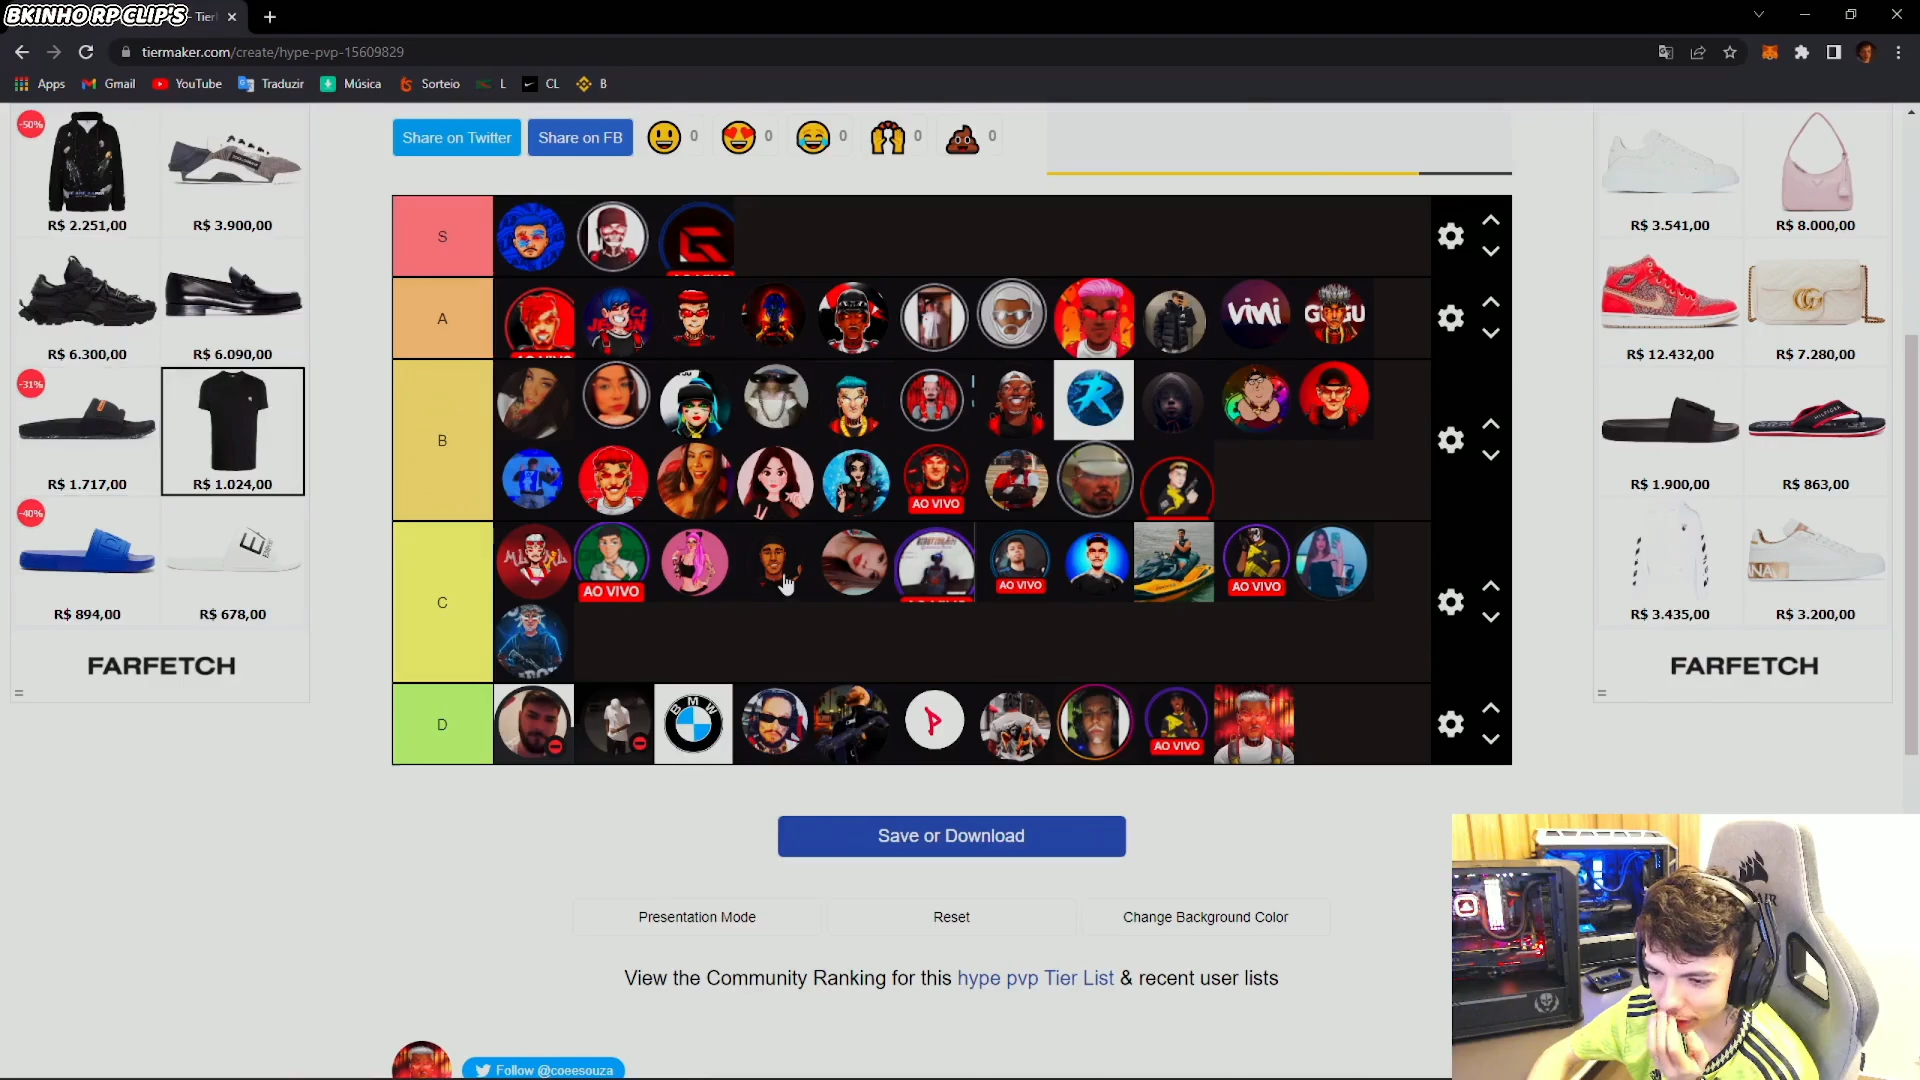 BKINHO RP CLIP'S Tier
tiermaker.com/create/hype-pvp-15609829
Apps Gmail YouTube Traduzir Música Sorteio L CL B
Share on Twitter Share on FB 0 0 0 0 0
-50%
R$ 2.251,00 R$ 3.900,00
R$ 6.300,00 R$ 6.090,00
-31%
R$ 1.717,00 R$ 1.024,00
-40%
R$ 894,00 R$ 678,00
FARFETCH
S
A
vini
GUGU
B
R
AO VIVO
C
AO VIVO
AO VIVO
AO VIVO
D
BMW
AO VIVO
R$ 3.541,00 R$ 8.000,00
R$ 12.432,00 R$ 7.280,00
R$ 1.900,00 R$ 863,00
R$ 3.435,00 R$ 3.200,00
FARFETCH
Save or Download
Presentation Mode Reset Change Background Color
View the Community Ranking for this hype pvp Tier List & recent user lists
Follow @coeesouza